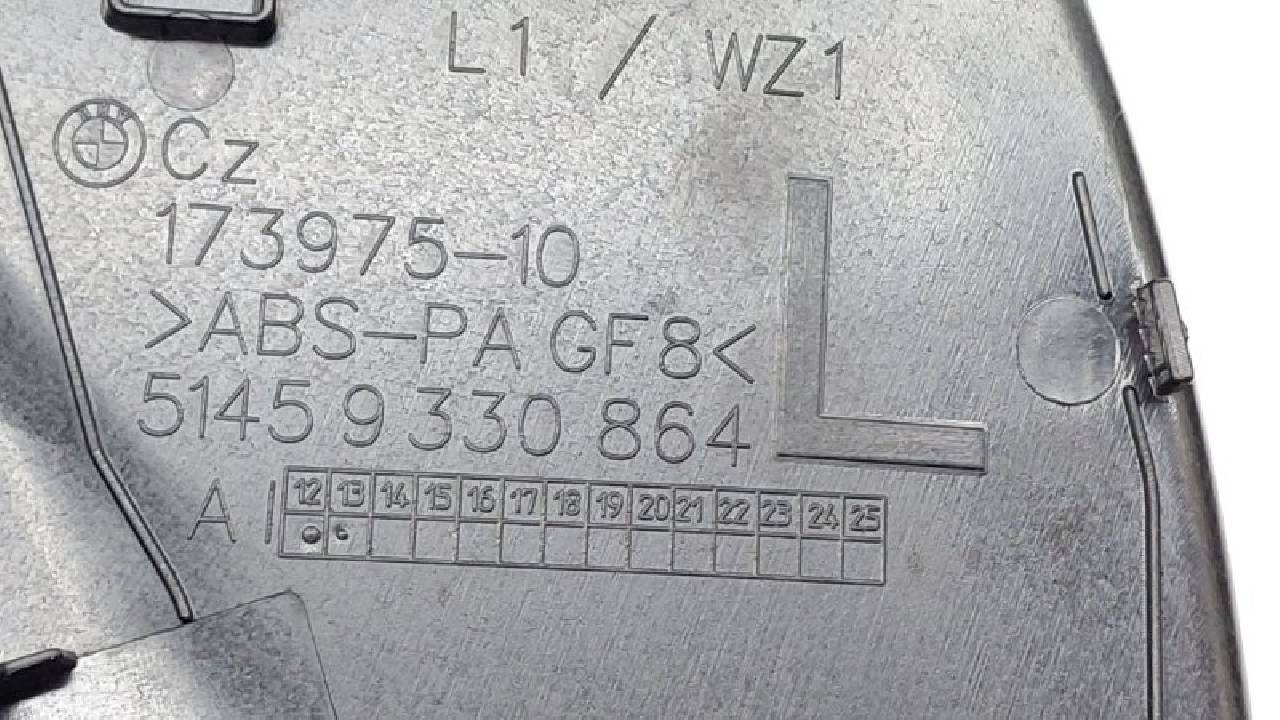 L1 / WZ1
BMW Cz
173975-10
>ABS-PA GF8<
5145 9 330 864
L
A 12 13 14 15 16 17 18 19 20 21 22 23 24 25